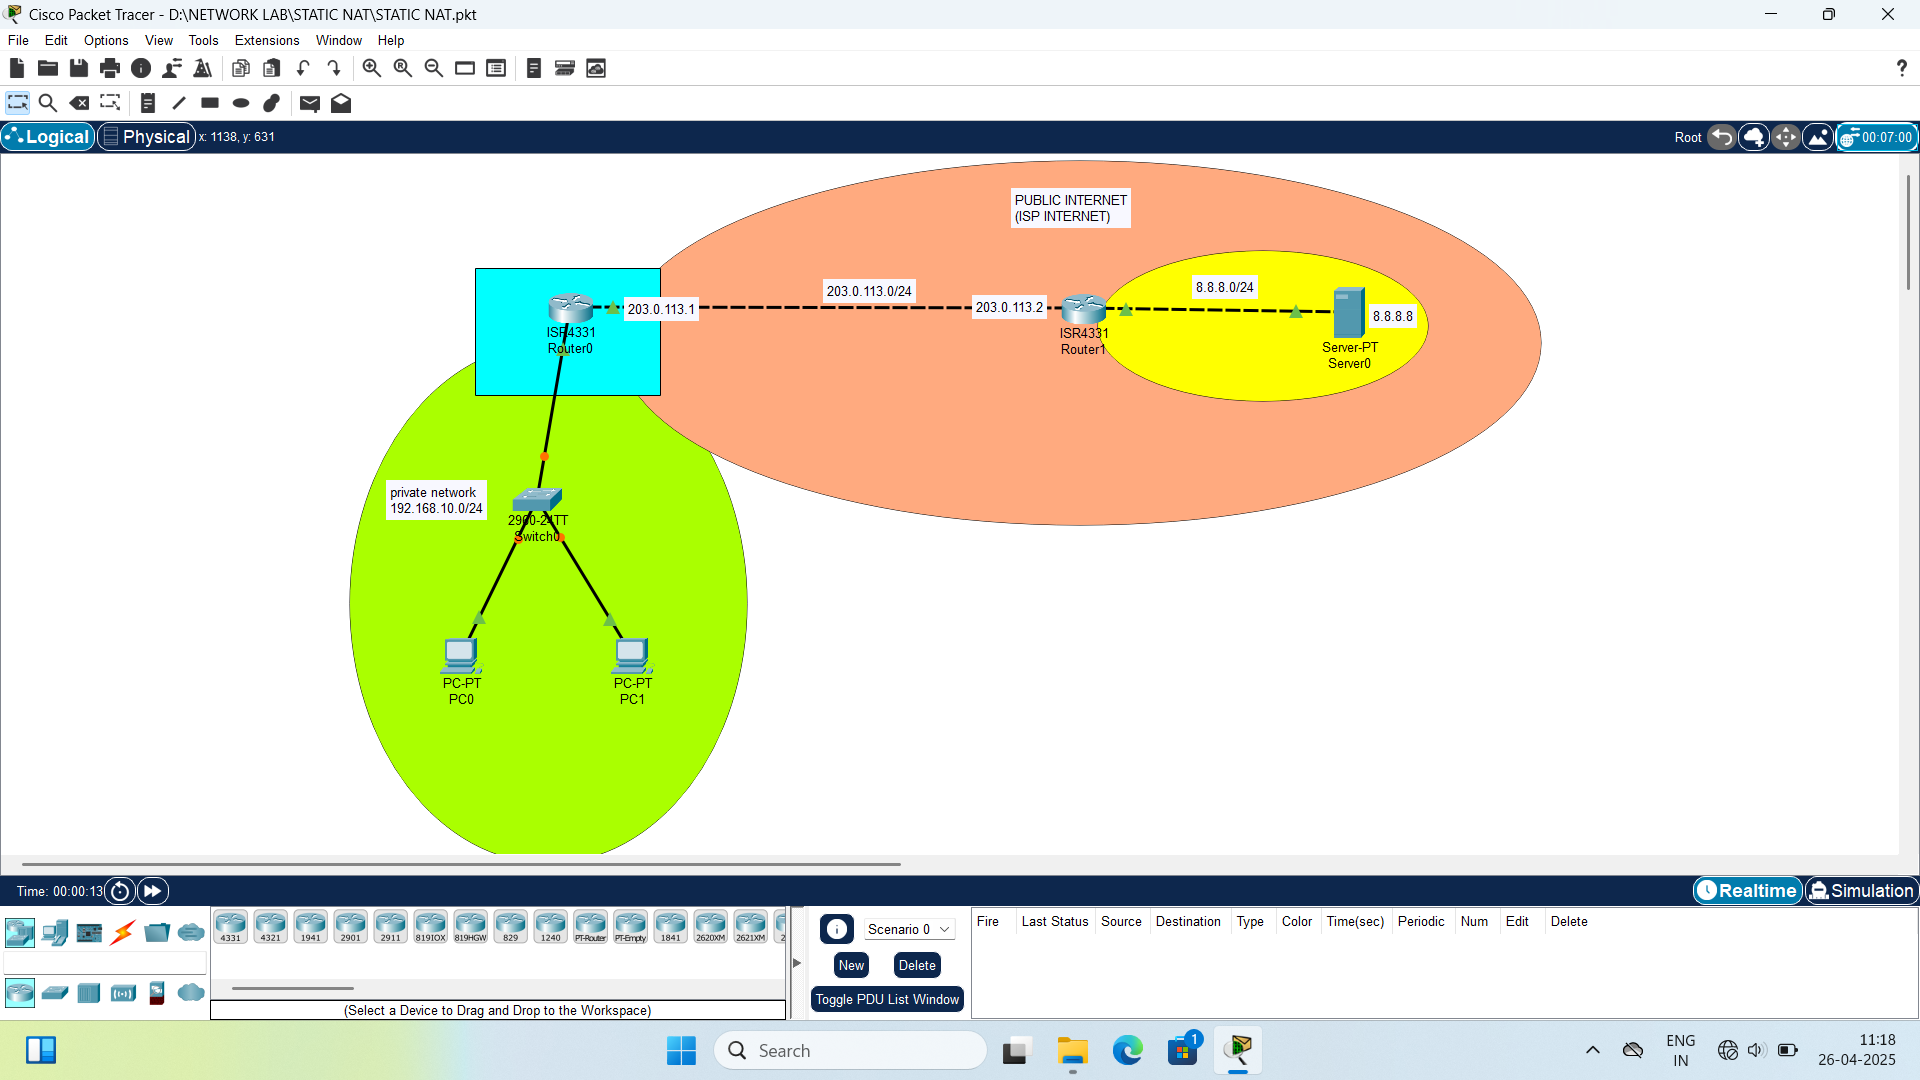 Cisco Packet Tracer - D:\NETWORK LAB\STATIC NAT\STATIC NAT.pkt
File Edit Options View Tools Extensions Window Help
?
Logical Physical x: 1138, y: 631 Root 00:07:00
PUBLIC INTERNET
(ISP INTERNET)
203.0.113.0/24
8.8.8.0/24
203.0.113.1
203.0.113.2
8.8.8.8
ISR4331
Router0
ISR4331
Router1
Server-PT
Server0
private network
192.168.10.0/24
2960-24TT
Switch0
PC-PT
PC0
PC-PT
PC1
Time: 00:00:13 Realtime Simulation
4331 4321 1941 2901 2911 819IOX 819HGW 829 1240 PT-Router PT-Empty 1841 2620XM 2621XM 2
(Select a Device to Drag and Drop to the Workspace)
Scenario 0
New Delete
Toggle PDU List Window
Fire Last Status Source Destination Type Color Time(sec) Periodic Num Edit Delete
Search
1
ENG
IN
11:18
26-04-2025